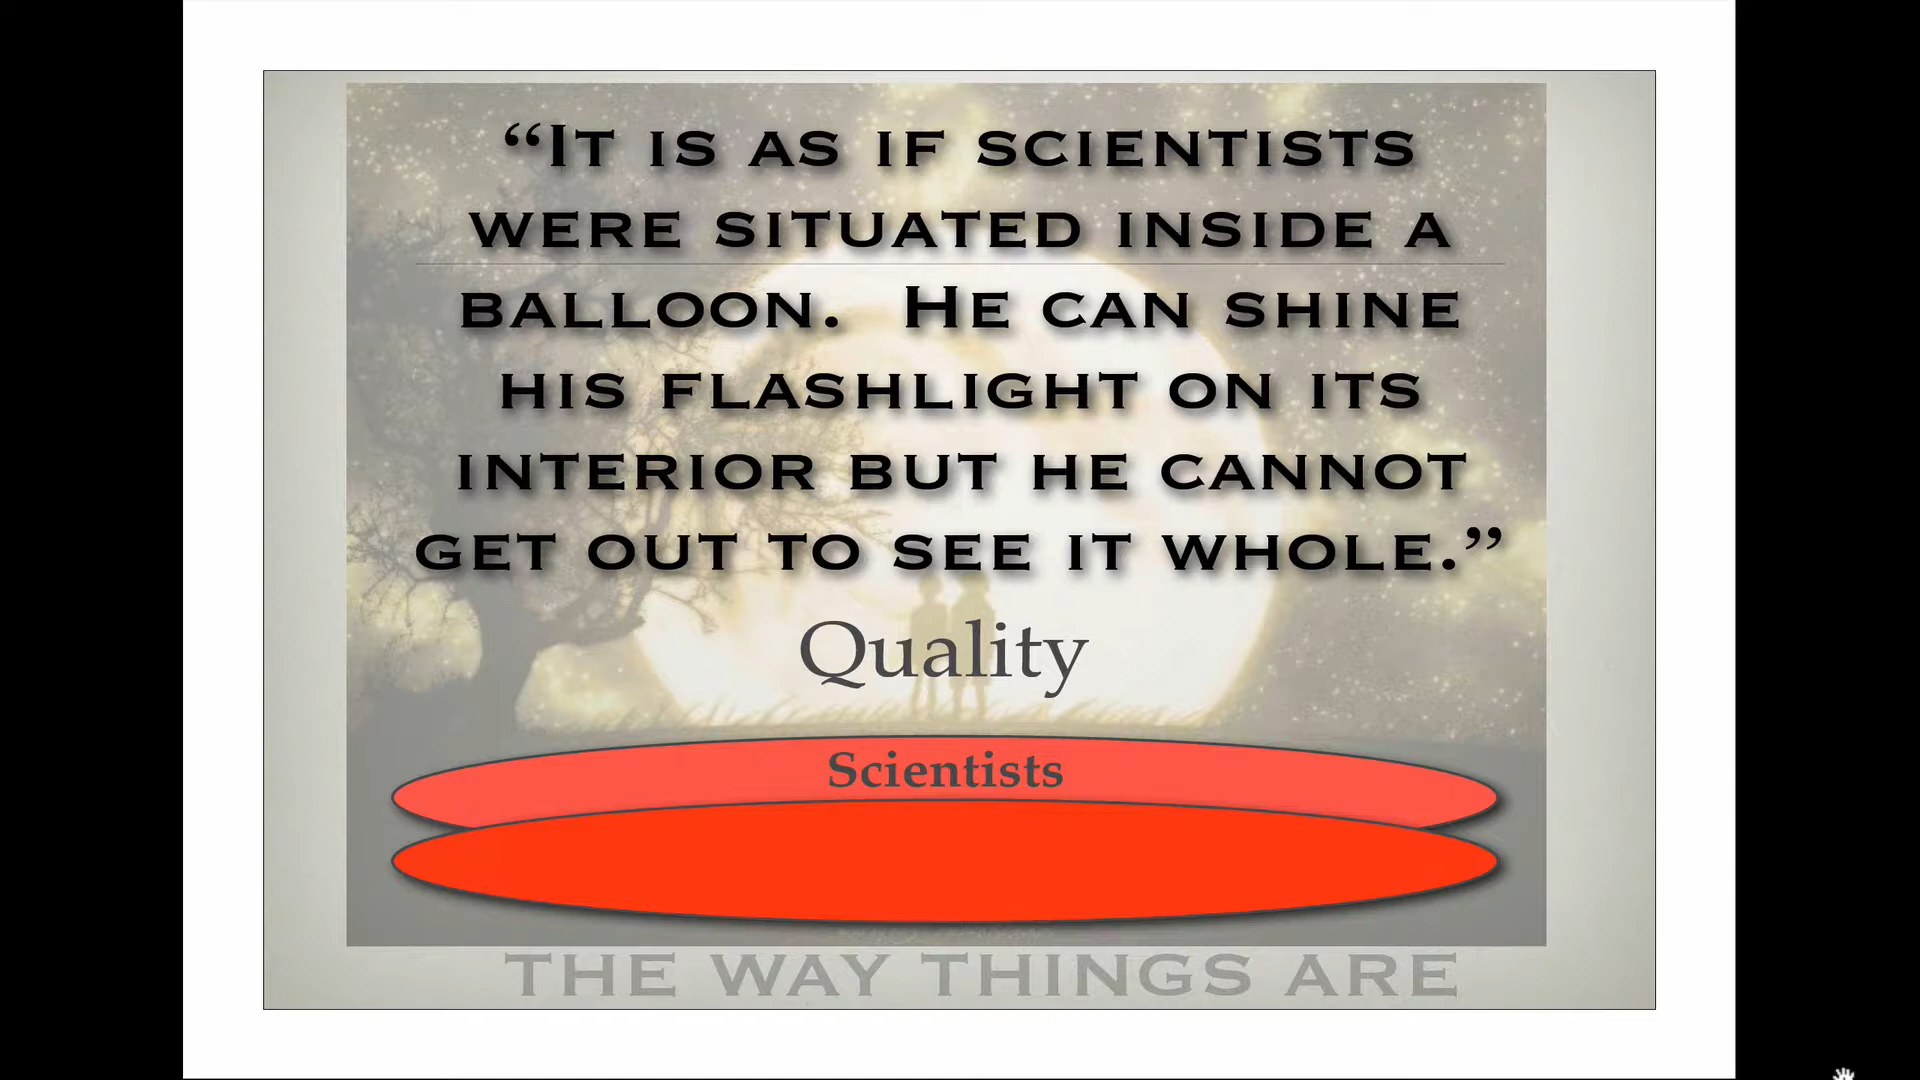 “It is as if scientists
were situated inside a
balloon. He can shine
his flashlight on its
interior but he cannot
get out to see it whole.”
Quality
Scientists
THE WAY THINGS ARE